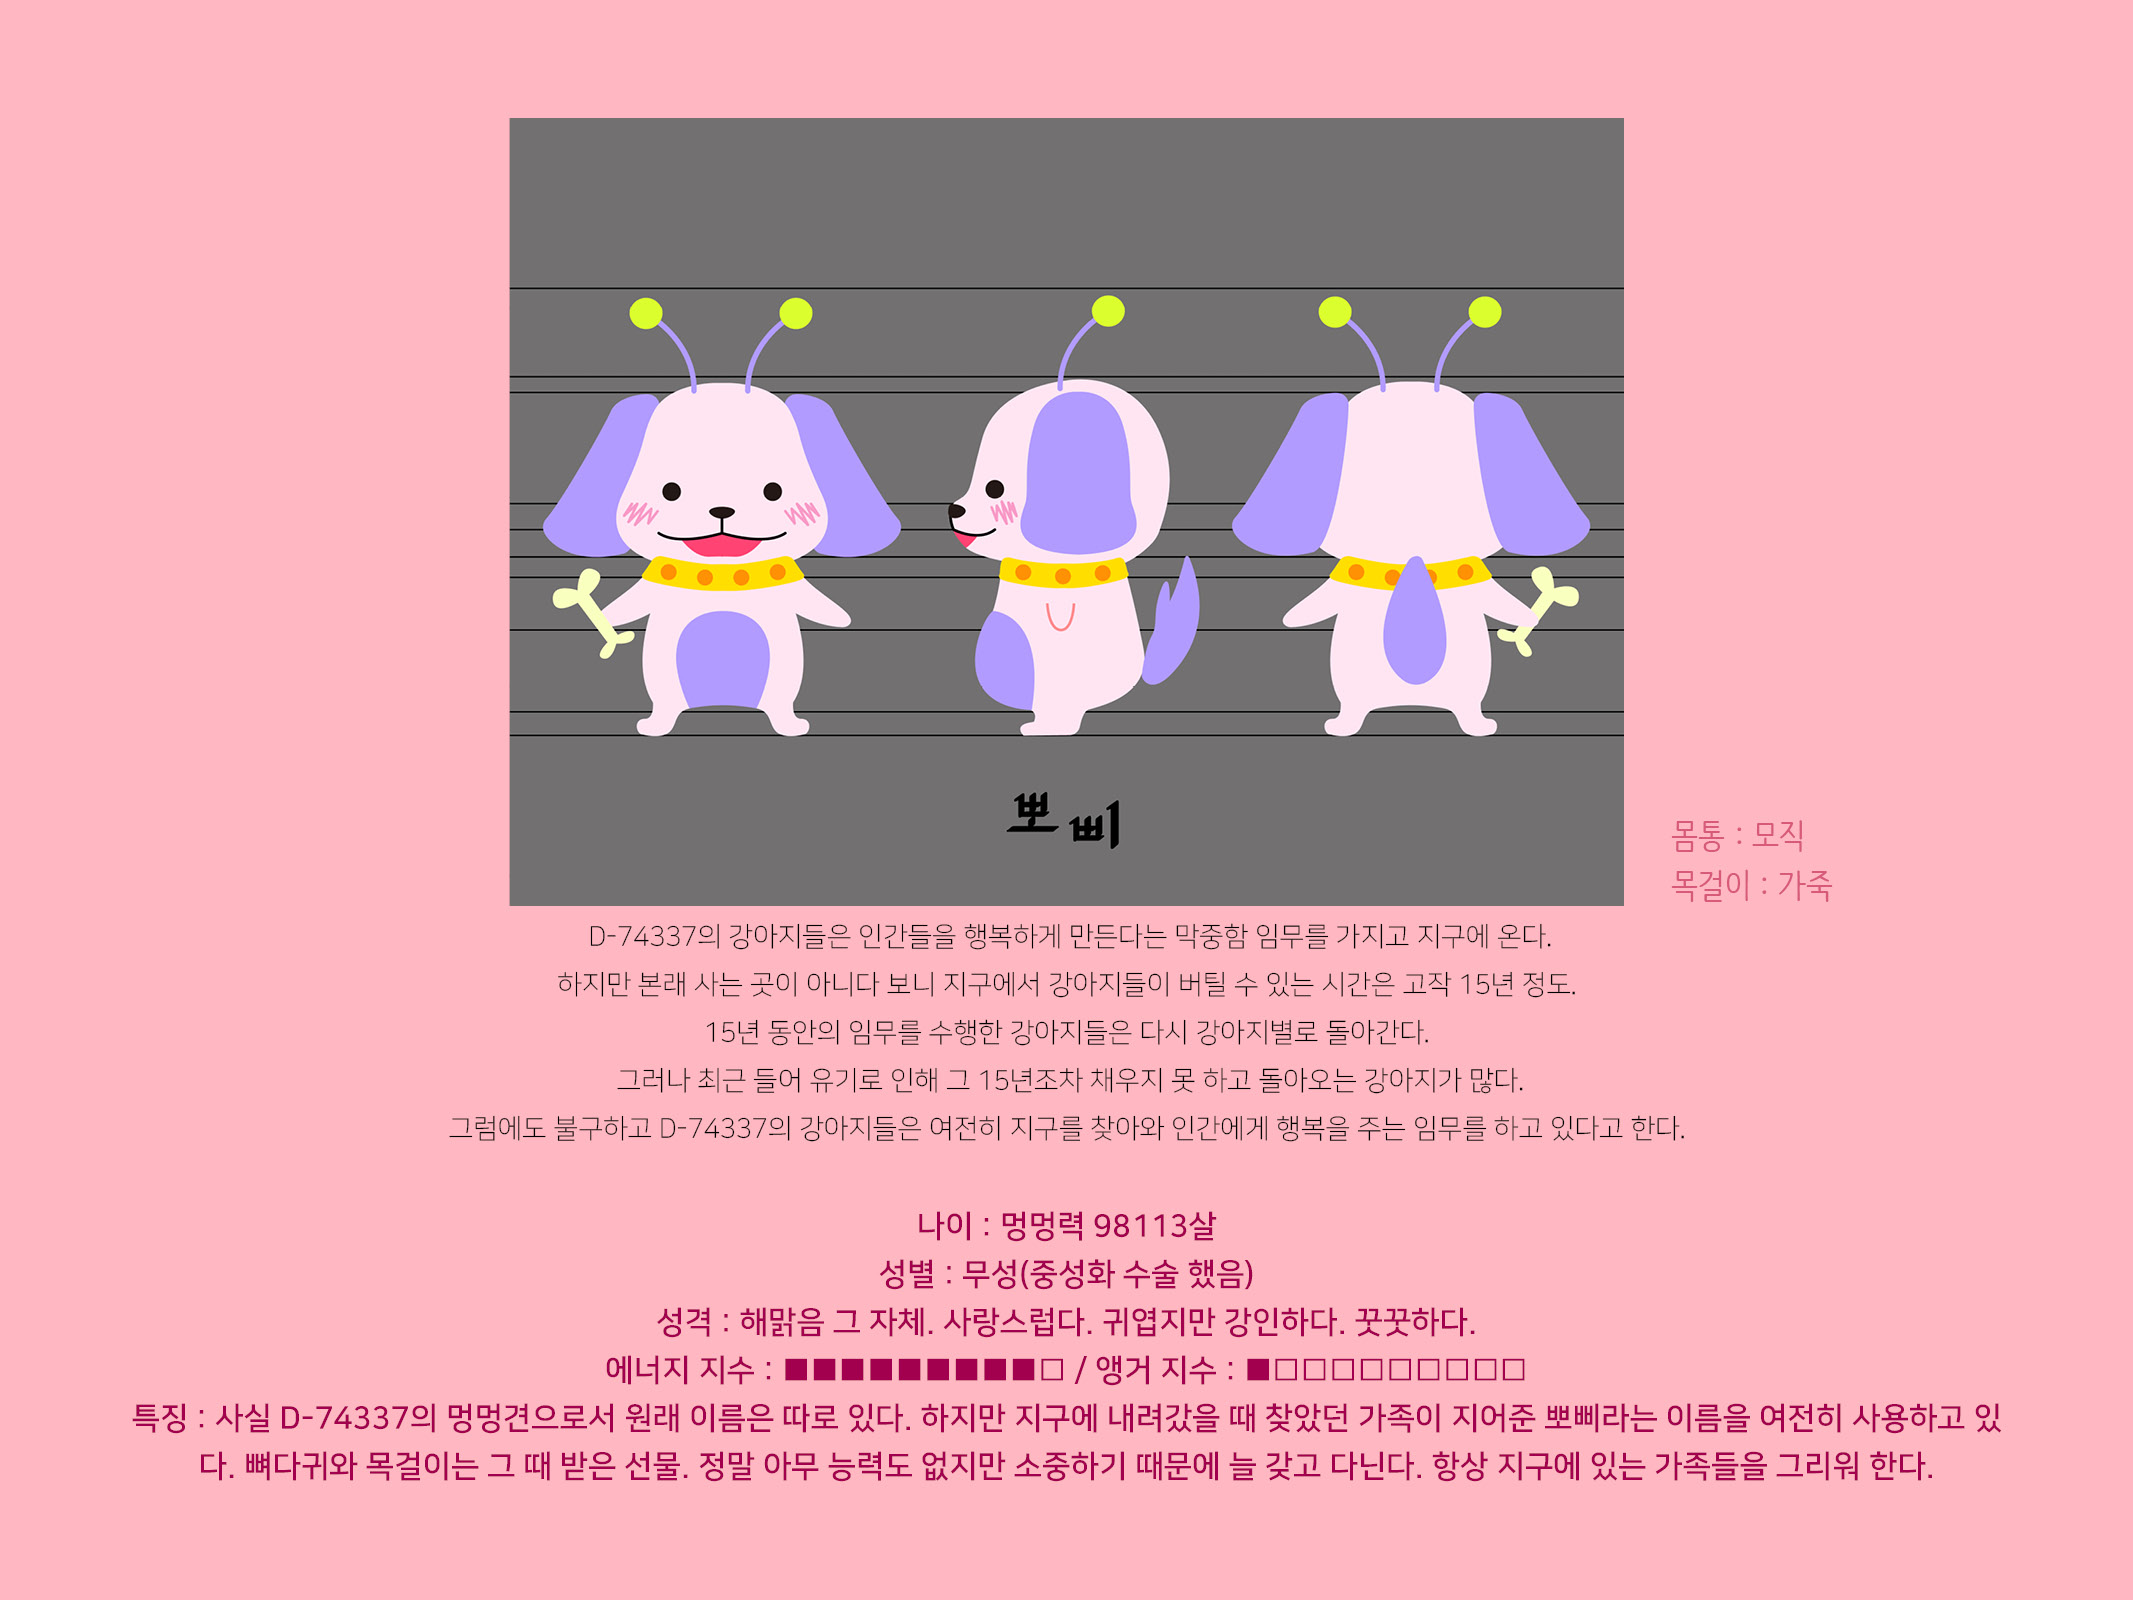 뽀삐
몸통 : 모직
목걸이 : 가죽
D-74337의 강아지들은 인간들을 행복하게 만든다는 막중함 임무를 가지고 지구에 온다.
하지만 본래 사는 곳이 아니다 보니 지구에서 강아지들이 버틸 수 있는 시간은 고작 15년 정도.
15년 동안의 임무를 수행한 강아지들은 다시 강아지별로 돌아간다.
그러나 최근 들어 유기로 인해 그 15년조차 채우지 못 하고 돌아오는 강아지가 많다.
그럼에도 불구하고 D-74337의 강아지들은 여전히 지구를 찾아와 인간에게 행복을 주는 임무를 하고 있다고 한다.
나이 : 멍멍력 98113살
성별 : 무성(중성화 수술 했음)
성격 : 해맑음 그 자체. 사랑스럽다. 귀엽지만 강인하다. 꿋꿋하다.
에너지 지수 : ■■■■■■■■■□ / 앵거 지수 : ■□□□□□□□□□
특징 : 사실 D-74337의 멍멍견으로서 원래 이름은 따로 있다. 하지만 지구에 내려갔을 때 찾았던 가족이 지어준 뽀삐라는 이름을 여전히 사용하고 있
다. 뼈다귀와 목걸이는 그 때 받은 선물. 정말 아무 능력도 없지만 소중하기 때문에 늘 갖고 다닌다. 항상 지구에 있는 가족들을 그리워 한다.